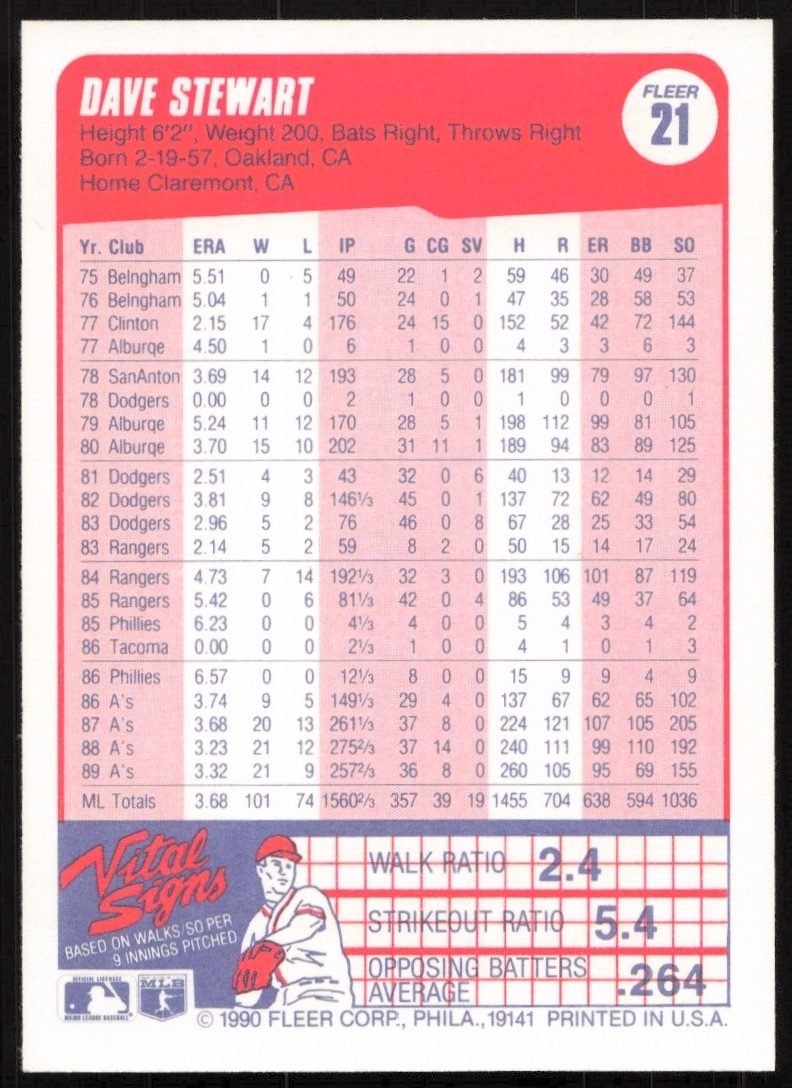 DAVE STEWART
FLEER
21
Height 6'2", Weight 200, Bats Right, Throws Right
Born 2-19-57, Oakland, CA
Home Claremont, CA
Yr. Club ERA W L IP G CG SV H R ER BB SO
75 Belngham 5.51 0 5 49 22 1 2 59 46 30 49 37
76 Belngham 5.04 1 1 50 24 0 1 47 35 28 58 53
77 Clinton 2.15 17 4 176 24 15 0 152 52 42 72 144
77 Alburqe 4.50 1 0 6 1 0 0 4 3 3 6 3
78 SanAnton 3.69 14 12 193 28 5 0 181 99 79 97 130
78 Dodgers 0.00 0 0 2 1 0 0 1 0 0 0 1
79 Alburqe 5.24 11 12 170 28 5 1 198 112 99 81 105
80 Alburqe 3.70 15 10 202 31 11 1 189 94 83 89 125
81 Dodgers 2.51 4 3 43 32 0 6 40 13 12 14 29
82 Dodgers 3.81 9 8 146⅓ 45 0 1 137 72 62 49 80
83 Dodgers 2.96 5 2 76 46 0 8 67 28 25 33 54
83 Rangers 2.14 5 2 59 8 2 0 50 15 14 17 24
84 Rangers 4.73 7 14 192⅓ 32 3 0 193 106 101 87 119
85 Rangers 5.42 0 6 81⅓ 42 0 4 86 53 49 37 64
85 Phillies 6.23 0 0 4⅓ 4 0 0 5 4 3 4 2
86 Tacoma 0.00 0 0 2⅓ 1 0 0 4 1 0 1 3
86 Phillies 6.57 0 0 12⅓ 8 0 0 15 9 9 4 9
86 A's 3.74 9 5 149⅓ 29 4 0 137 67 62 65 102
87 A's 3.68 20 13 261⅓ 37 8 0 224 121 107 105 205
88 A's 3.23 21 12 275⅔ 37 14 0 240 111 99 110 192
89 A's 3.32 21 9 257⅔ 36 8 0 260 105 95 69 155
ML Totals 3.68 101 74 1560⅔ 357 39 19 1455 704 638 594 1036
Vital
Signs
BASED ON WALKS/SO PER
9 INNINGS PITCHED
WALK RATIO 2.4
STRIKEOUT RATIO 5.4
OPPOSING BATTERS
AVERAGE .264
OFFICIAL LICENSEE
MAJOR LEAGUE BASEBALL
MLB
© 1990 FLEER CORP., PHILA., 19141 PRINTED IN U.S.A.